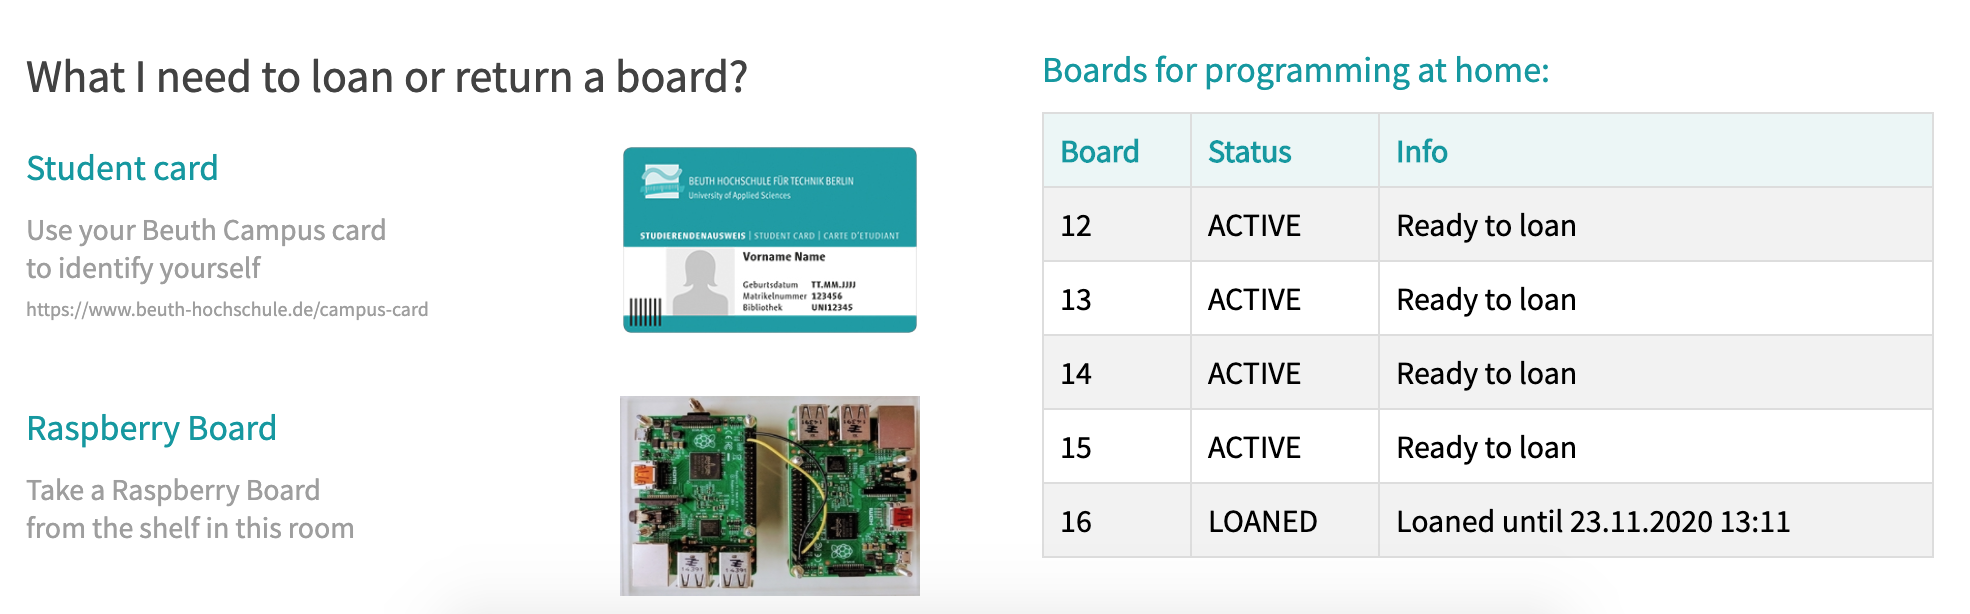 What I need to loan or return a board?
Student card
Use your Beuth Campus card
to identify yourself
https://www.beuth-hochschule.de/campus-card
BEUTH HOCHSCHULE FÜR TECHNIK BERLIN
University of Applied Sciences
STUDIERENDENAUSWEIS | STUDENT CARD | CARTE D'ETUDIANT
Vorname Name
Geburtsdatum TT.MM.JJJJ
Matrikelnummer 123456
Bibliothek UNI12345
Raspberry Board
Take a Raspberry Board
from the shelf in this room
Boards for programming at home:
Board Status Info
12 ACTIVE Ready to loan
13 ACTIVE Ready to loan
14 ACTIVE Ready to loan
15 ACTIVE Ready to loan
16 LOANED Loaned until 23.11.2020 13:11